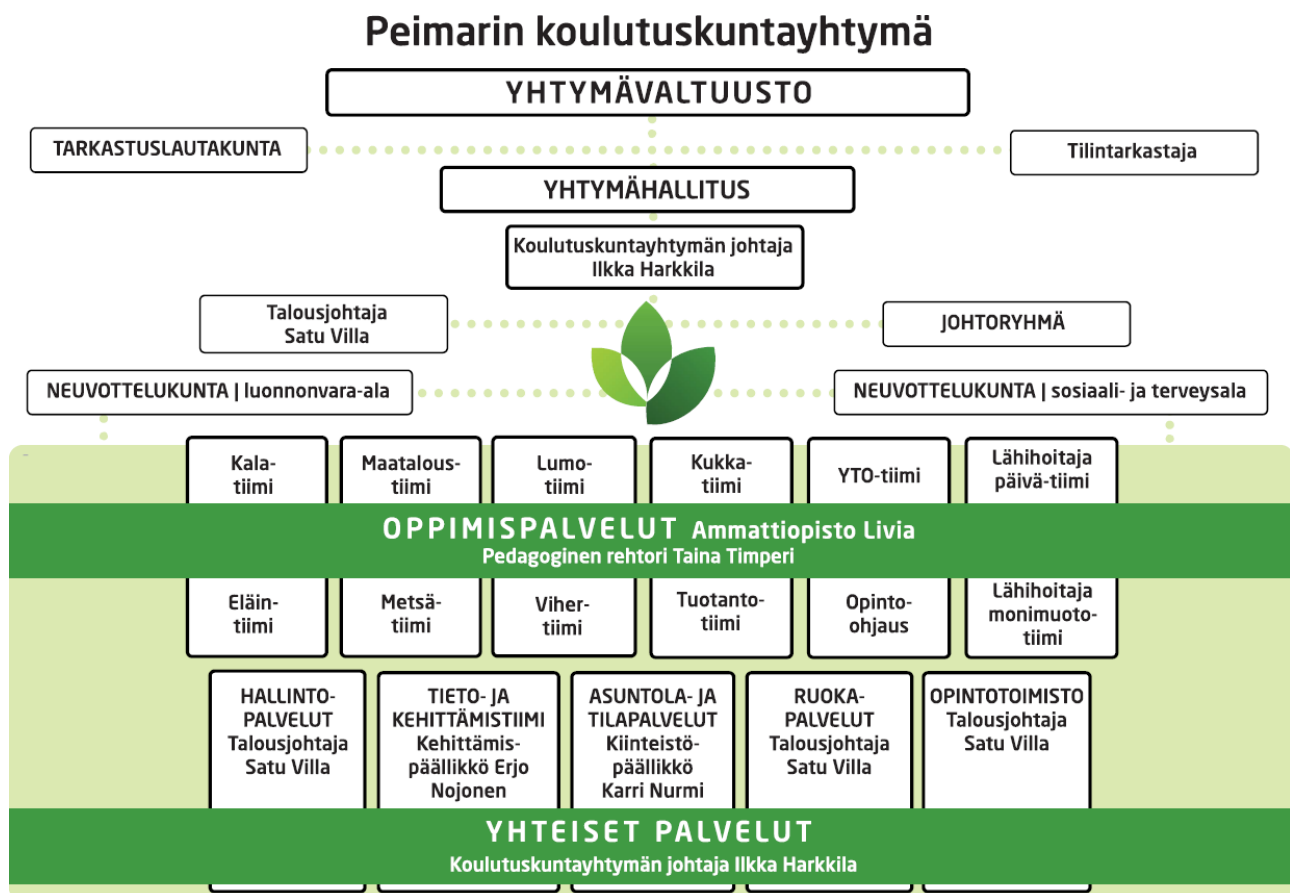 Peimarin koulutuskuntayhtymä
YHTYMÄVALTUUSTO
TARKASTUSLAUTAKUNTA
Tilintarkastaja
YHTYMÄHALLITUS
Koulutuskuntayhtymän johtaja
Ilkka Harkkila
Talousjohtaja
Satu Villa
JOHTORYHMÄ
NEUVOTTELUKUNTA | luonnonvara-ala
NEUVOTTELUKUNTA | sosiaali- ja terveysala
Kala-
tiimi
Maatalous-
tiimi
Lumo-
tiimi
Kukka-
tiimi
YTO-tiimi
Lähihoitaja
päivä-tiimi
OPPIMISPALVELUT Ammattiopisto Livia
Pedagoginen rehtori Taina Timperi
Eläin-
tiimi
Metsä-
tiimi
Viher-
tiimi
Tuotanto-
tiimi
Opinto-
ohjaus
Lähihoitaja
monimuoto-
tiimi
HALLINTO-
PALVELUT
Talousjohtaja
Satu Villa
TIETO- JA
KEHITTÄMISTIIMI
Kehittämis-
päällikkö Erjo
Nojonen
ASUNTOLA- JA
TILAPALVELUT
Kiinteistö-
päällikkö
Karri Nurmi
RUOKA-
PALVELUT
Talousjohtaja
Satu Villa
OPINTOTOIMISTO
Talousjohtaja
Satu Villa
YHTEISET PALVELUT
Koulutuskuntayhtymän johtaja Ilkka Harkkila